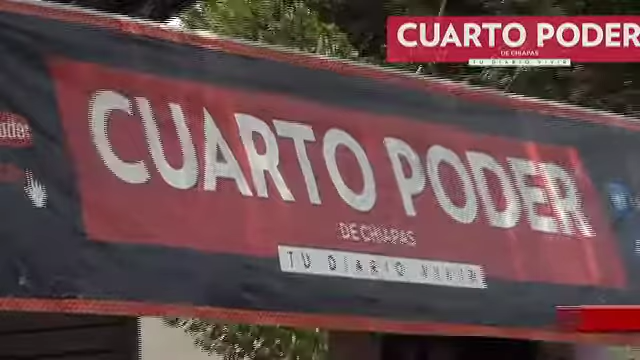 CUARTO PODER
DE CHIAPAS
TU DIARIO VIVIR
CUARTO PODER
DE CHIAPAS
TU DIARIO VIVIR